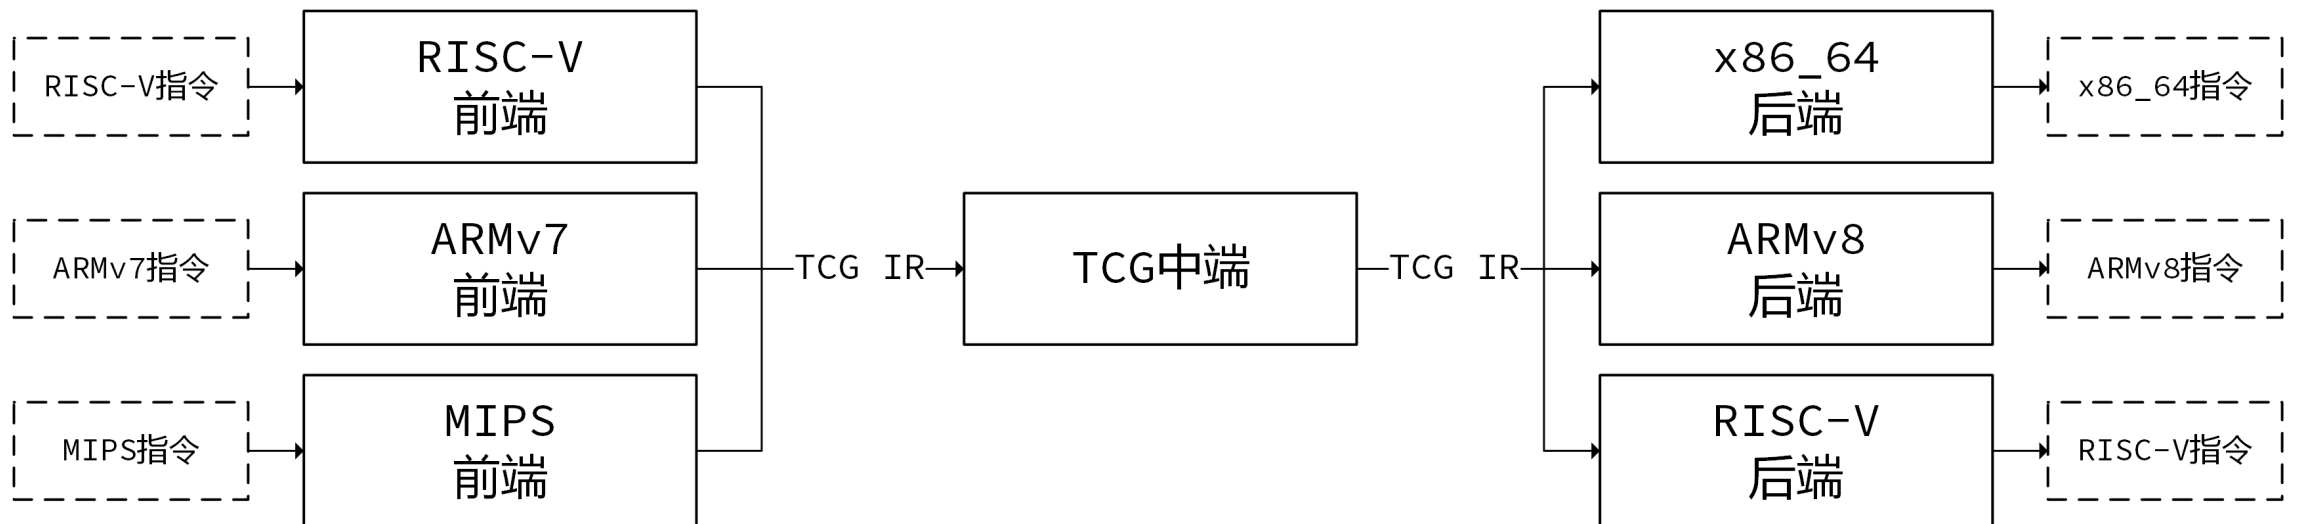 RISC-V指令
RISC-V
前端
x86_64
后端
x86_64指令
ARMv7指令
ARMv7
前端
TCG IR
TCG中端
TCG IR
ARMv8
后端
ARMv8指令
MIPS指令
MIPS
前端
RISC-V
后端
RISC-V指令